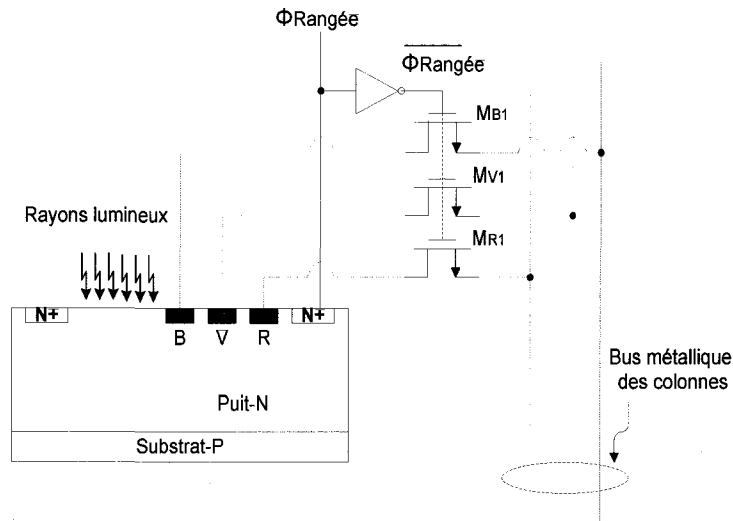 ΦRangée
ΦRangée
MB1
MV1
MR1
Rayons lumineux
N+
B
V
R
N+
Puit-N
Substrat-P
Bus métallique
des colonnes